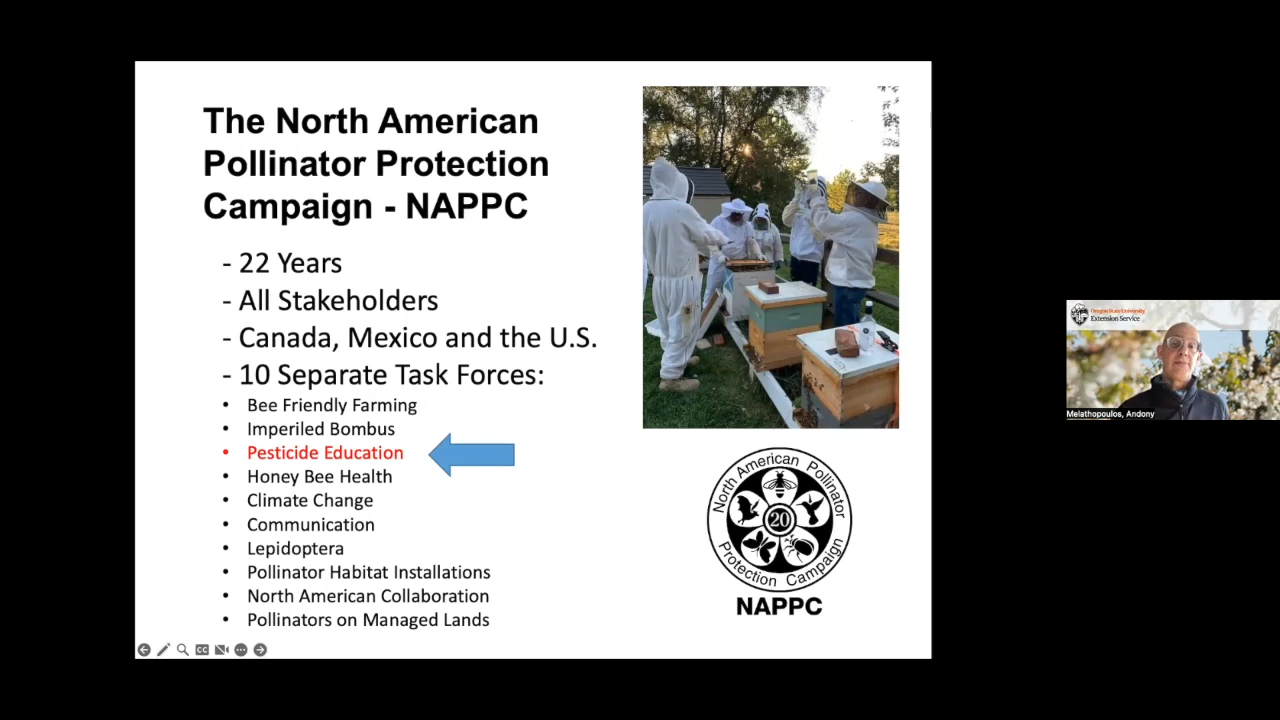 The North American
Pollinator Protection
Campaign - NAPPC
- 22 Years
- All Stakeholders
- Canada, Mexico and the U.S.
- 10 Separate Task Forces:
• Bee Friendly Farming
• Imperiled Bombus
• Pesticide Education
• Honey Bee Health
• Climate Change
• Communication
• Lepidoptera
• Pollinator Habitat Installations
• North American Collaboration
• Pollinators on Managed Lands
North American Pollinator
20
Protection Campaign
NAPPC
CC
Oregon State University
Extension Service
Melathopoulos, Andony